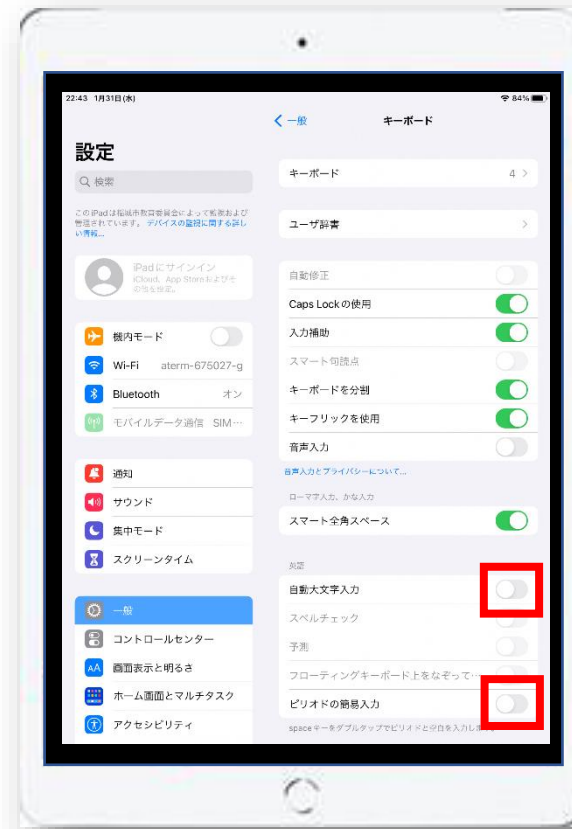 22:43 1月31日(水)
84%
設定
検索
このiPadは稲城市教育委員会によって監視および
管理されています。デバイスの監視に関する詳し
い情報...
iPadにサインイン
iCloud、App Storeおよびそ
の他を設定。
機内モード
Wi-Fi aterm-675027-g
Bluetooth オン
モバイルデータ通信 SIM…
通知
サウンド
集中モード
スクリーンタイム
一般
コントロールセンター
画面表示と明るさ
ホーム画面とマルチタスク
アクセシビリティ
一般 キーボード
キーボード 4
ユーザ辞書
自動修正
Caps Lockの使用
入力補助
スマート句読点
キーボードを分割
キーフリックを使用
音声入力
音声入力とプライバシーについて...
ローマ字入力、かな入力
スマート全角スペース
英語
自動大文字入力
スペルチェック
予測
フローティングキーボード上をなぞって…
ピリオドの簡易入力
spaceキーをダブルタップでピリオドと空白を入力し